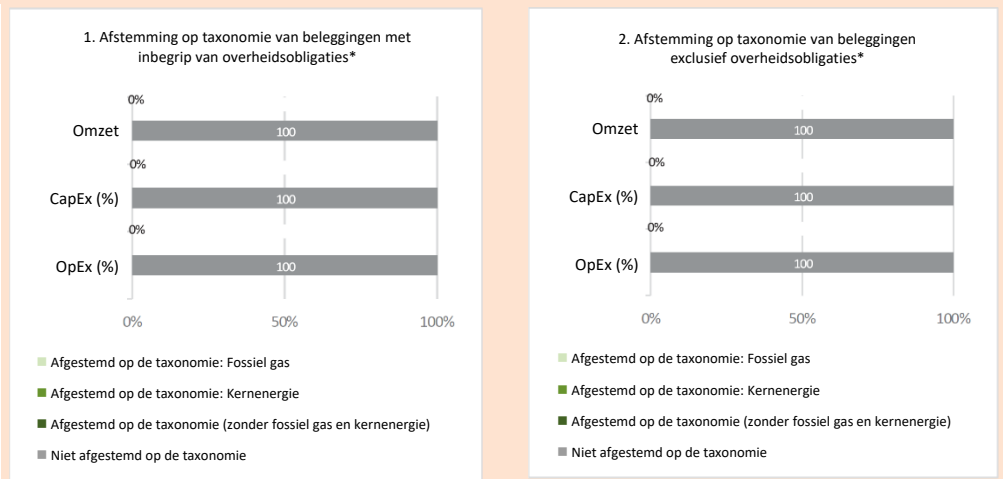 1. Afstemming op taxonomie van beleggingen met
inbegrip van overheidsobligaties*
0%
Omzet
100
0%
CapEx (%)
100
0%
OpEx (%)
100
0%
50%
100%
Afgestemd op de taxonomie: Fossiel gas
Afgestemd op de taxonomie: Kernenergie
Afgestemd op de taxonomie (zonder fossiel gas en kernenergie)
Niet afgestemd op de taxonomie
2. Afstemming op taxonomie van beleggingen
exclusief overheidsobligaties*
0%
Omzet
100
0%
CapEx (%)
100
0%
OpEx (%)
100
0%
50%
100%
Afgestemd op de taxonomie: Fossiel gas
Afgestemd op de taxonomie: Kernenergie
Afgestemd op de taxonomie (zonder fossiel gas en kernenergie)
Niet afgestemd op de taxonomie